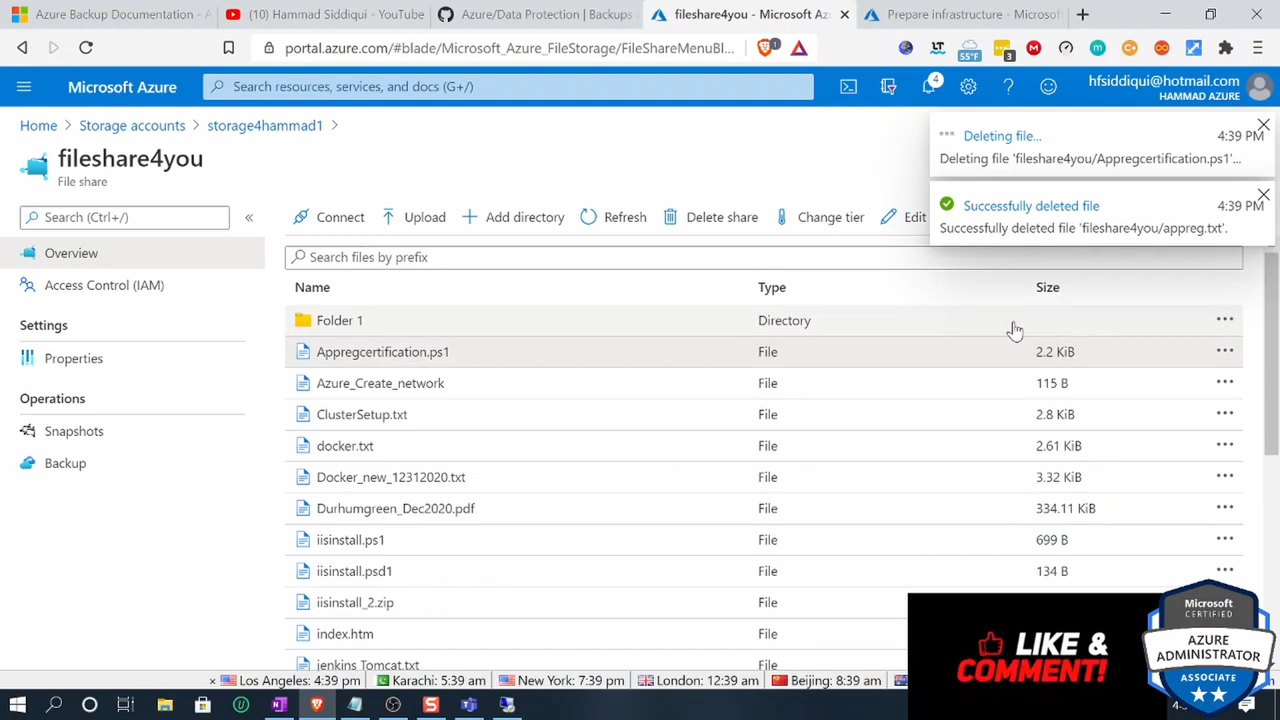 Azure Backup Documentation - A
(10) Hammad Siddiqui - YouTube
Azure/Data Protection | Backups
fileshare4you - Microsoft Az
Prepare infrastructure - Microsoft
portal.azure.com/#blade/Microsoft_Azure_FileStorage/FileShareMenuBl...
1
55°F
3
Microsoft Azure
Search resources, services, and docs (G+/)
4
hfsiddiqui@hotmail.com
HAMMAD AZURE
Home > Storage accounts > storage4hammad1 >
fileshare4you
File share
Deleting file...
4:39 PM
Deleting file 'fileshare4you/Appregcertification.ps1'...
Successfully deleted file
4:39 PM
Successfully deleted file 'fileshare4you/appreg.txt'.
Search (Ctrl+/)
«
Connect Upload Add directory Refresh Delete share Change tier Edit
Overview
Access Control (IAM)
Settings
Properties
Operations
Snapshots
Backup
Search files by prefix
Name Type Size
Folder 1 Directory
Appregcertification.ps1 File 2.2 KiB
Azure_Create_network File 115 B
ClusterSetup.txt File 2.8 KiB
docker.txt File 2.61 KiB
Docker_new_12312020.txt File 3.32 KiB
Durhumgreen_Dec2020.pdf File 334.11 KiB
iisinstall.ps1 File 699 B
iisinstall.psd1 File 134 B
iisinstall_2.zip File
index.htm File
jenkins Tomcat.txt File
LIKE &
COMMENT!
Microsoft
CERTIFIED
AZURE
ADMINISTRATOR
ASSOCIATE
Los Angeles: 4:39 pm Karachi: 5:39 am New York: 7:39 pm London: 12:39 am Beijing: 8:39 am